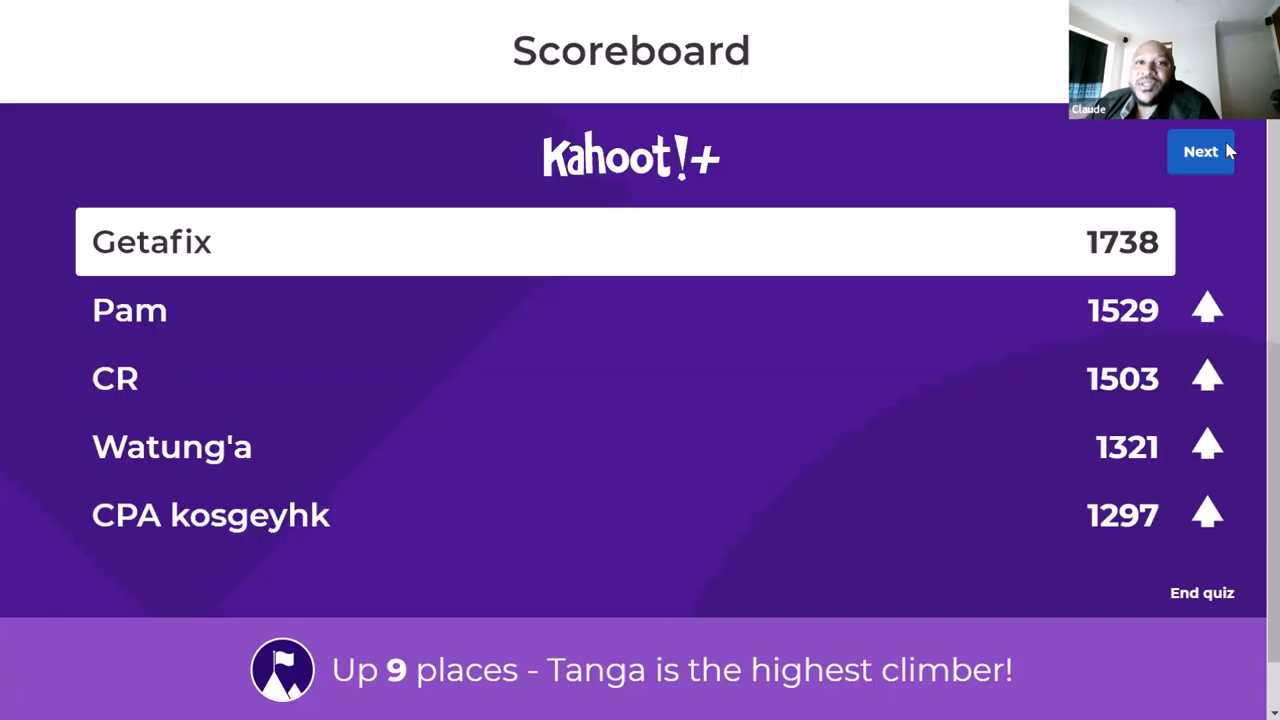 Scoreboard
Claude
Kahoot!+
Next
Getafix 1738
Pam 1529
CR 1503
Watung'a 1321
CPA kosgeyhk 1297
End quiz
Up 9 places - Tanga is the highest climber!